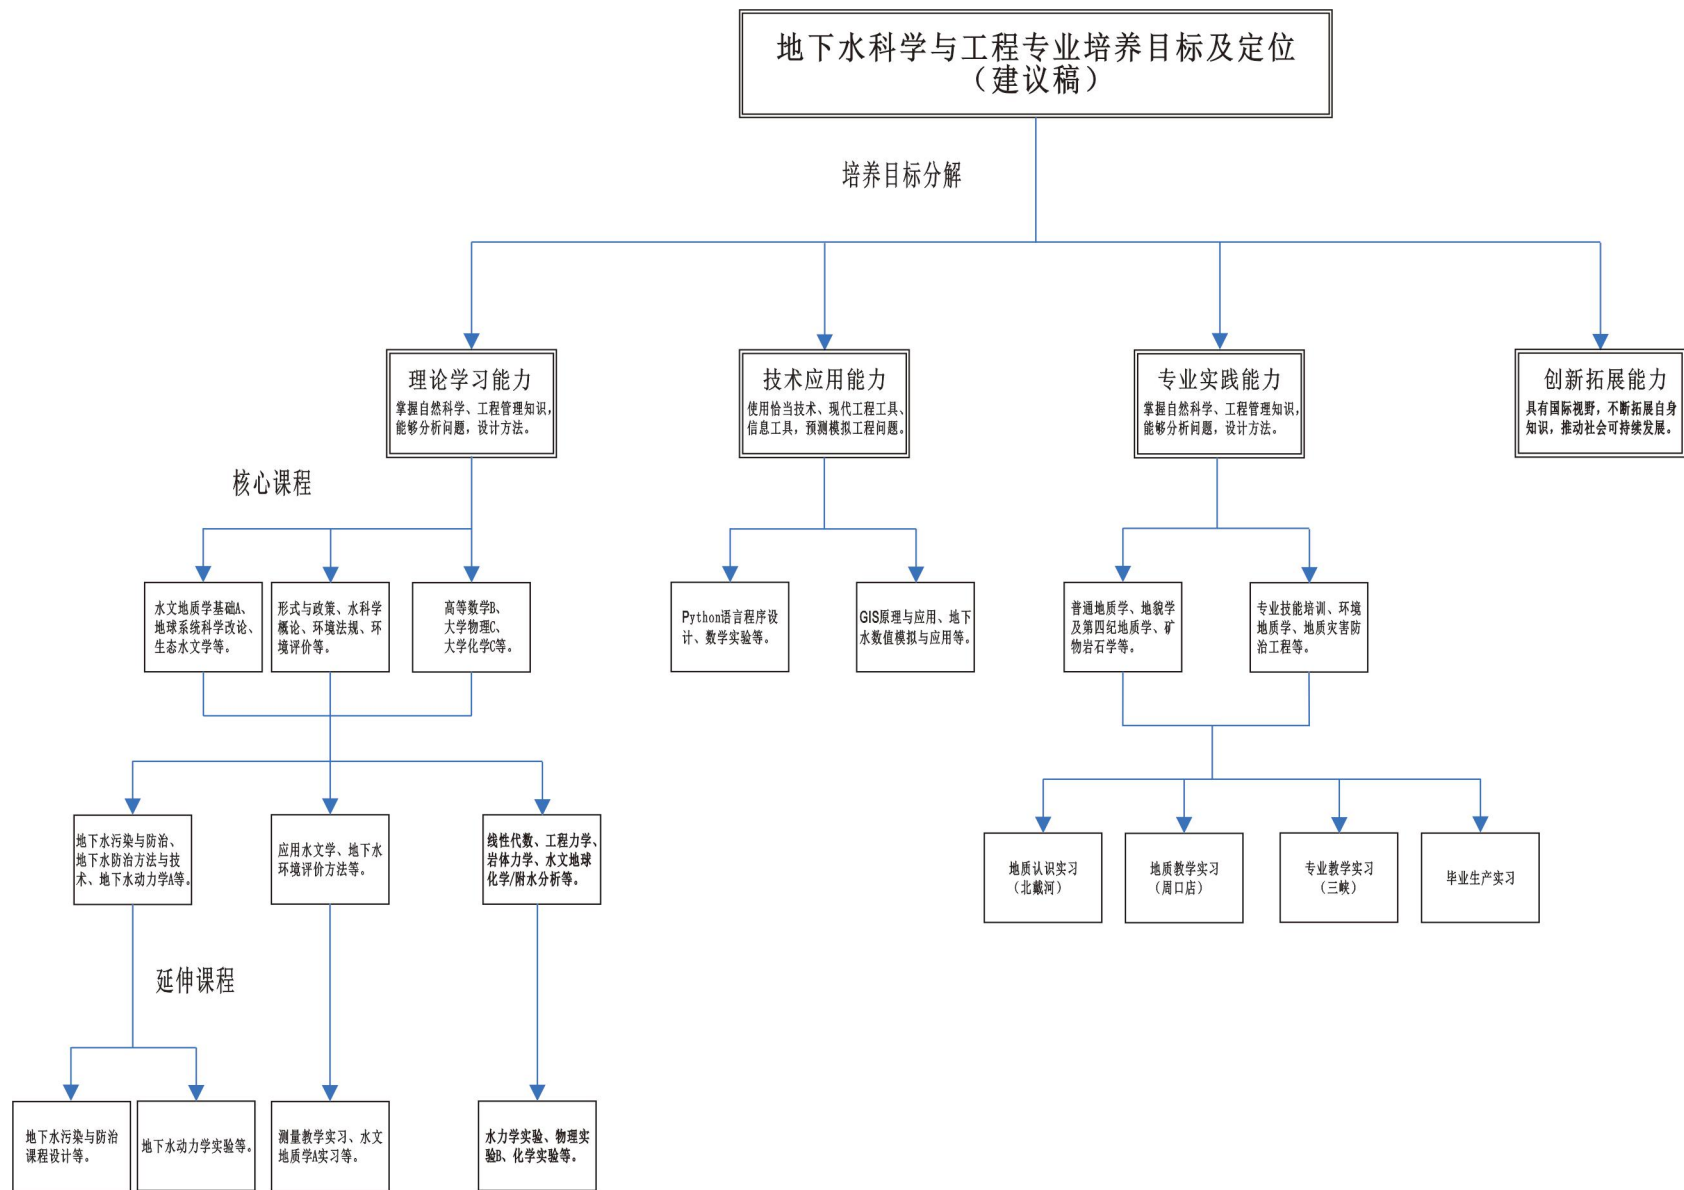 地下水科学与工程专业培养目标及定位
（建议稿）
培养目标分解
理论学习能力
掌握自然科学、工程管理知识，
能够分析问题，设计方法。
技术应用能力
使用恰当技术、现代工程工具、
信息工具，预测模拟工程问题。
专业实践能力
掌握自然科学、工程管理知识，
能够分析问题，设计方法。
创新拓展能力
具有国际视野，不断拓展自身
知识，推动社会可持续发展。
核心课程
水文地质学基础A、
地球系统科学改论、
生态水文学等。
形式与政策、水科学
概论、环境法规、环
境评价等。
高等数学B、
大学物理C、
大学化学C等。
Python语言程序设
计、数学实验等。
GIS原理与应用、地下
水数值模拟与应用等。
普通地质学、地貌学
及第四纪地质学、矿
物岩石学等。
专业技能培训、环境
地质学、地质灾害防
治工程等。
地下水污染与防治、
地下水防治方法与技
术、地下水动力学A等。
应用水文学、地下水
环境评价方法等。
线性代数、工程力学、
岩体力学、水文地球
化学/附水分析等。
地质认识实习
（北戴河）
地质教学实习
（周口店）
专业教学实习
（三峡）
毕业生产实习
延伸课程
地下水污染与防治
课程设计等。
地下水动力学实验等。
测量教学实习、水文
地质学A实习等。
水力学实验、物理实
验B、化学实验等。